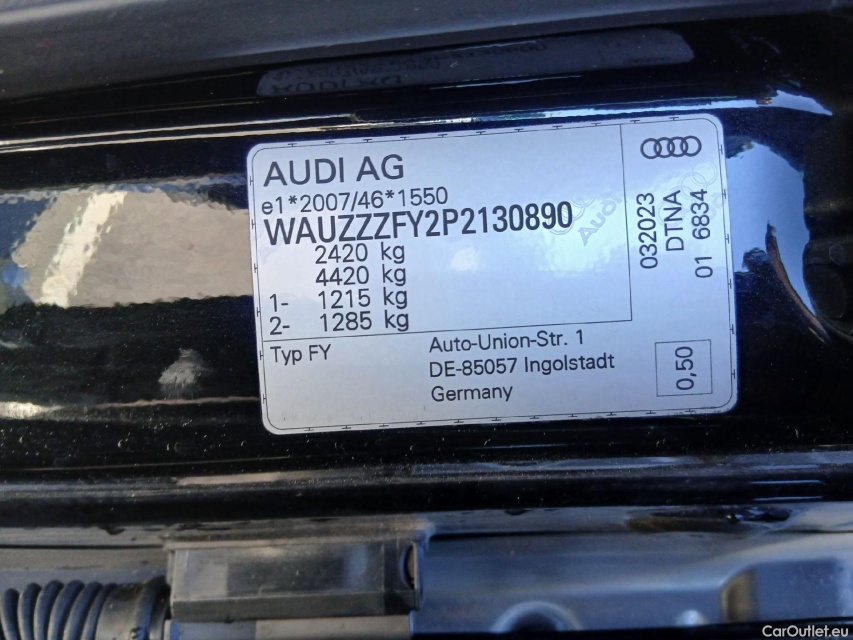 AUDI AG
e1*2007/46*1550
WAUZZZFY2P2130890
2420 kg
4420 kg
1- 1215 kg
2- 1285 kg
Typ FY
Auto-Union-Str. 1
DE-85057 Ingolstadt
Germany
032023
DTNA
01 6834
0,50
AUDI
CarOutlet.eu